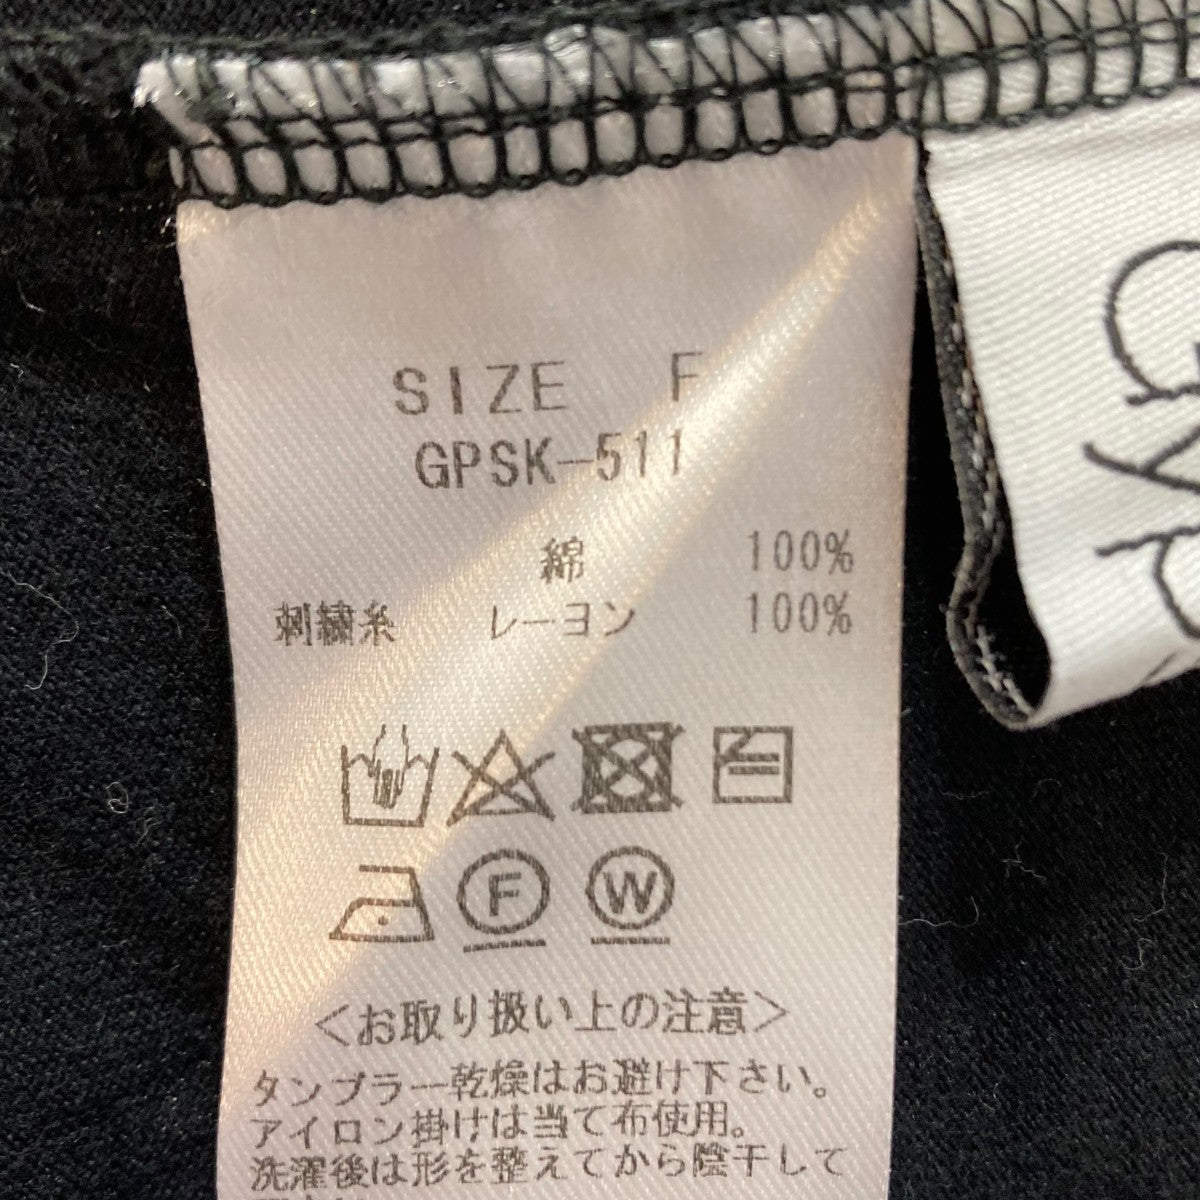 SIZE F
GPSK-511
綿 100%
刺繍糸 レーヨン 100%
F W
<お取り扱い上の注意>
タンブラー乾燥はお避け下さい。
アイロン掛けは当て布使用。
洗濯後は形を整えてから陰干して
Gyp